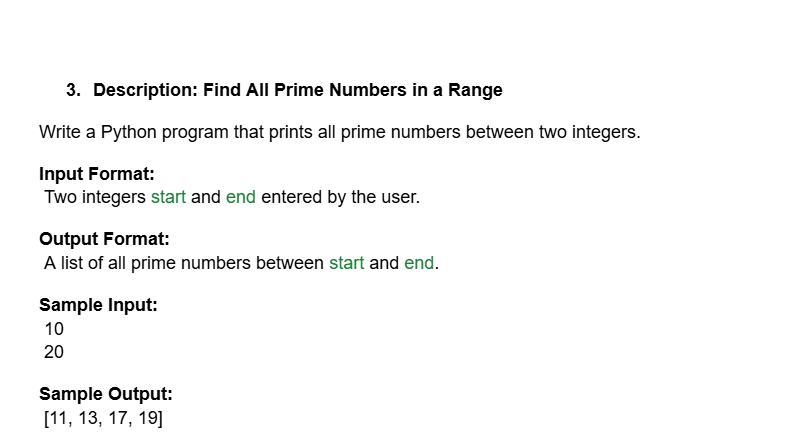 3. Description: Find All Prime Numbers in a Range
Write a Python program that prints all prime numbers between two integers.
Input Format:
Two integers start and end entered by the user.
Output Format:
A list of all prime numbers between start and end.
Sample Input:
10
20
Sample Output:
[11, 13, 17, 19]